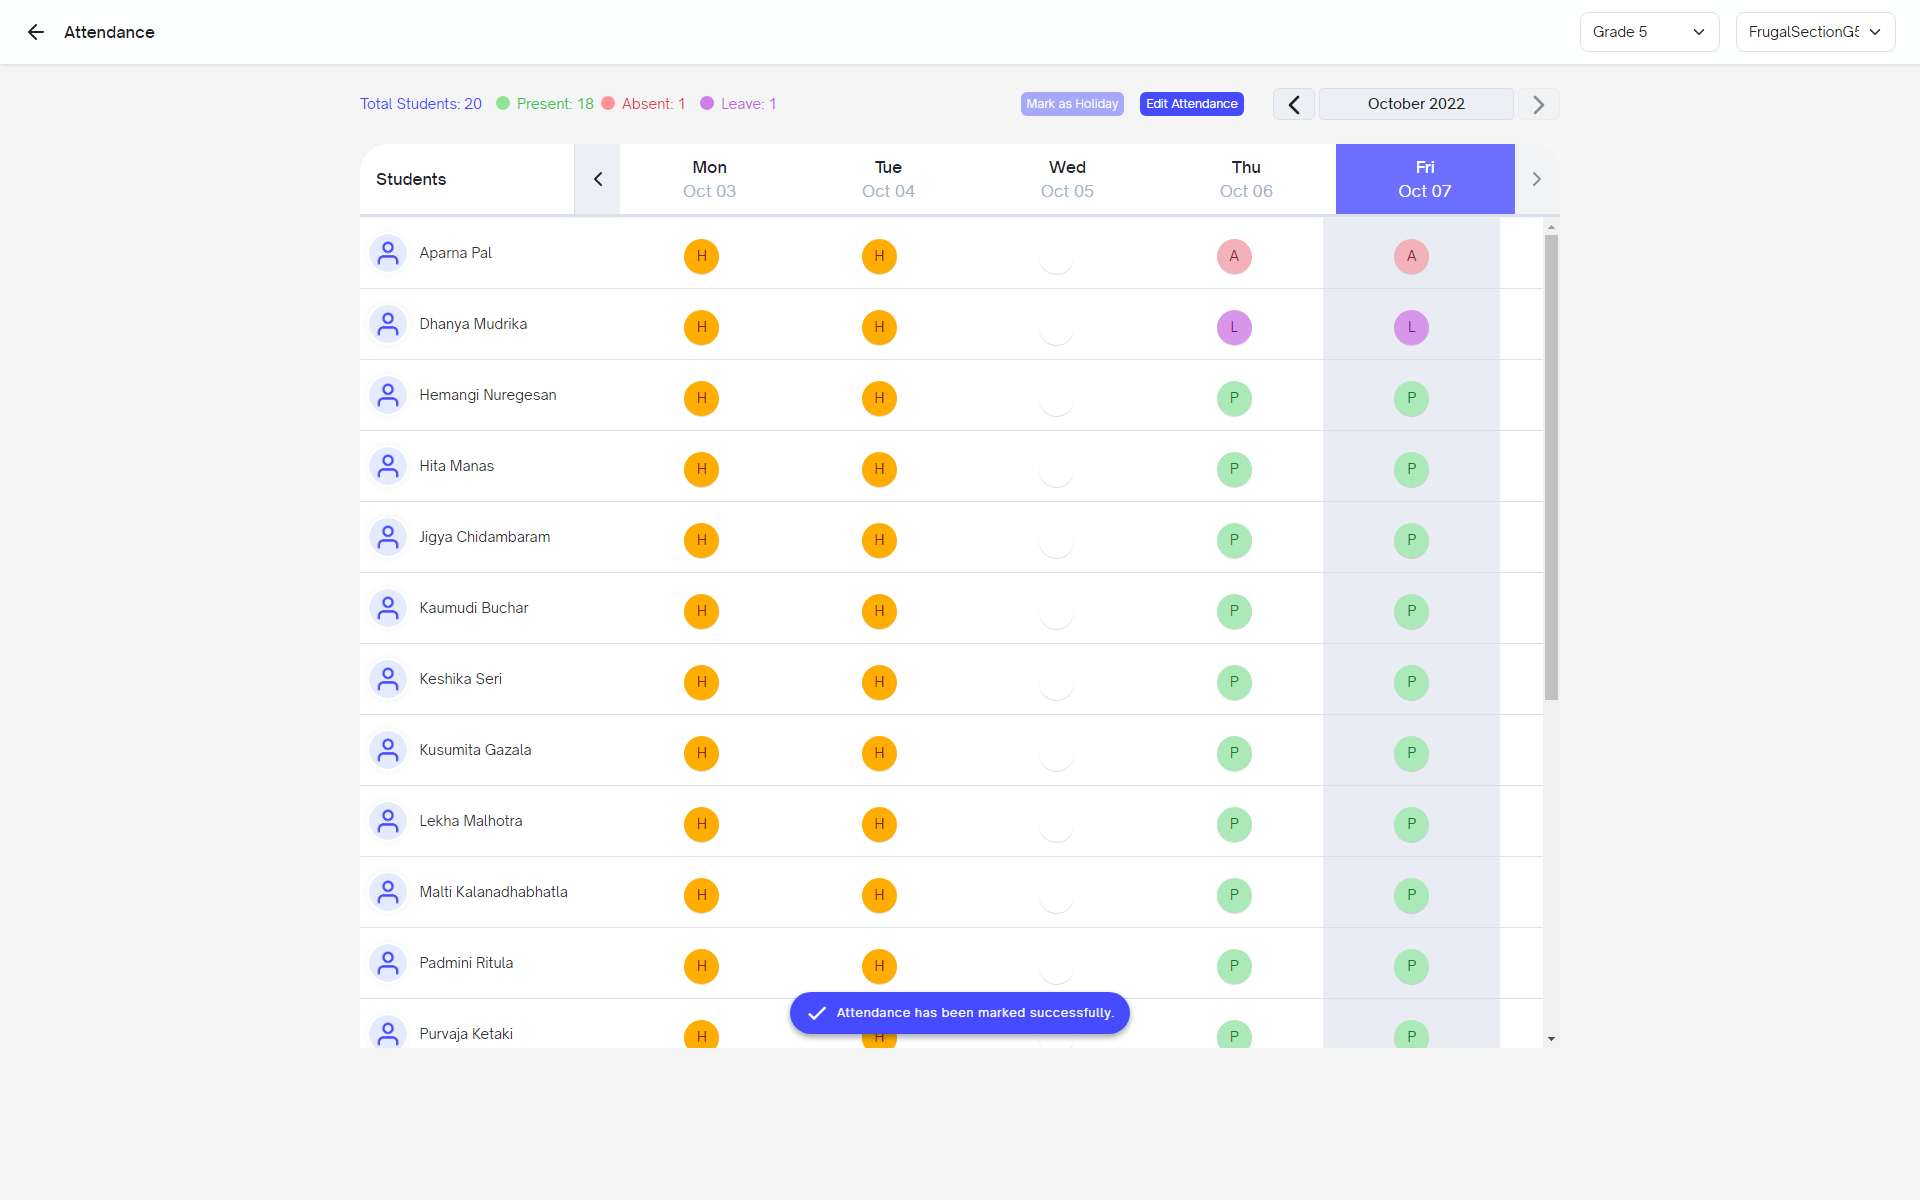 Attendance
Grade 5
FrugalSectionG5
Total Students: 20 Present: 18 Absent: 1 Leave: 1
Mark as Holiday
Edit Attendance
October 2022
Students Mon Tue Wed Thu Fri
Oct 03 Oct 04 Oct 05 Oct 06 Oct 07
Aparna Pal H H A A
Dhanya Mudrika H H L L
Hemangi Nuregesan H H P P
Hita Manas H H P P
Jigya Chidambaram H H P P
Kaumudi Buchar H H P P
Keshika Seri H H P P
Kusumita Gazala H H P P
Lekha Malhotra H H P P
Malti Kalanadhabhatla H H P P
Padmini Ritula H H P P
Attendance has been marked successfully.
Purvaja Ketaki H H P P